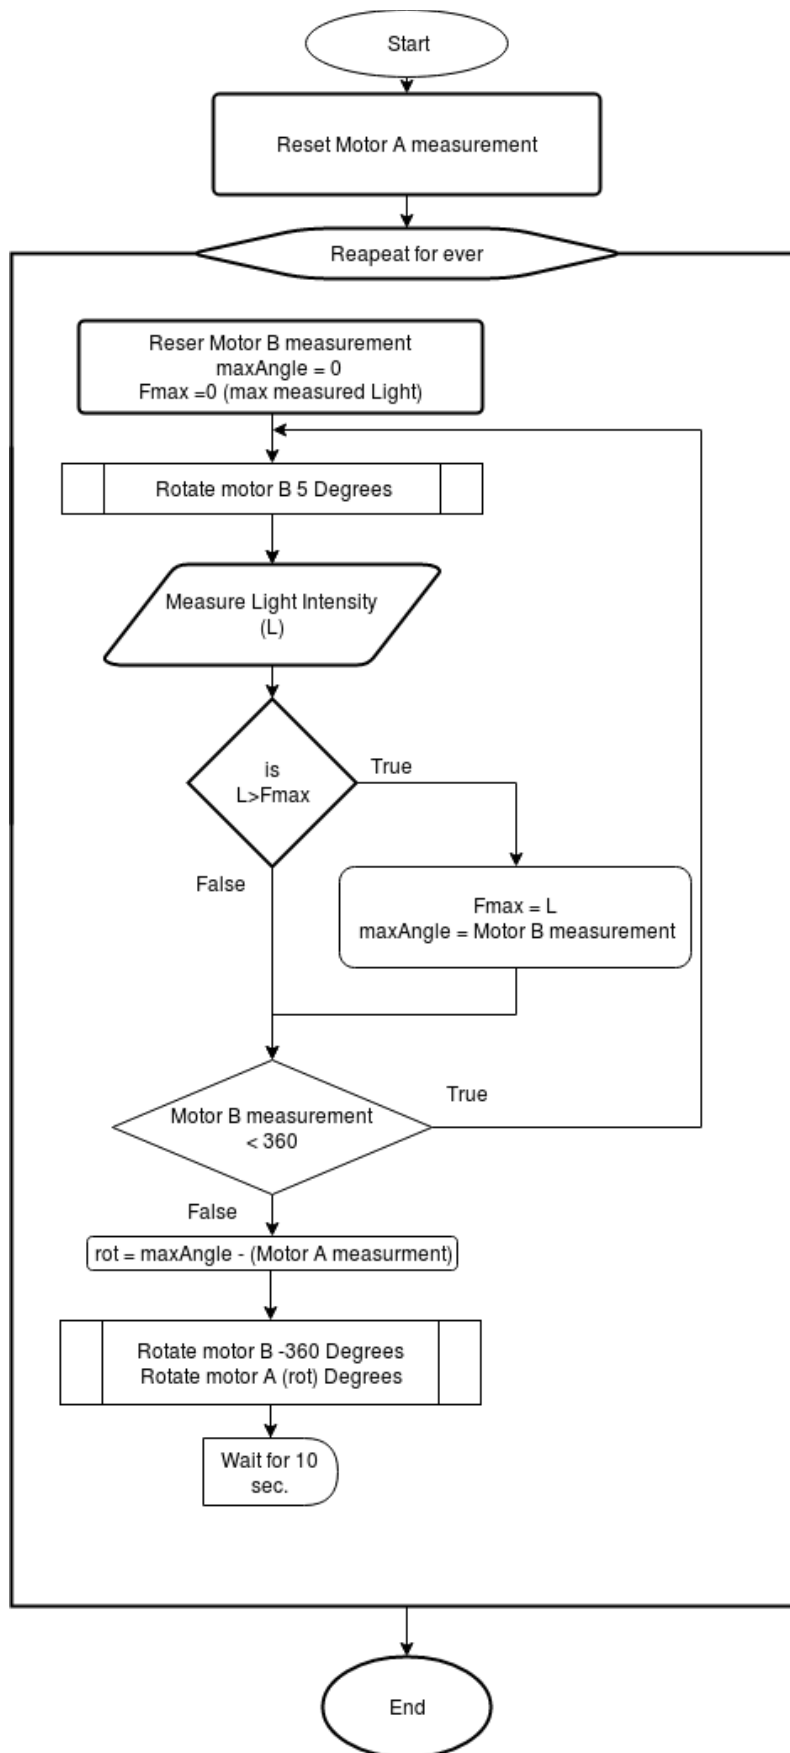 Start
Reset Motor A measurement
Reapeat for ever
Reser Motor B measurement
maxAngle = 0
Fmax =0 (max measured Light)
Rotate motor B 5 Degrees
Measure Light Intensity
(L)
is
L>Fmax
True
False
Fmax = L
maxAngle = Motor B measurement
Motor B measurement
< 360
True
False
rot = maxAngle - (Motor A measurment)
Rotate motor B -360 Degrees
Rotate motor A (rot) Degrees
Wait for 10
sec.
End